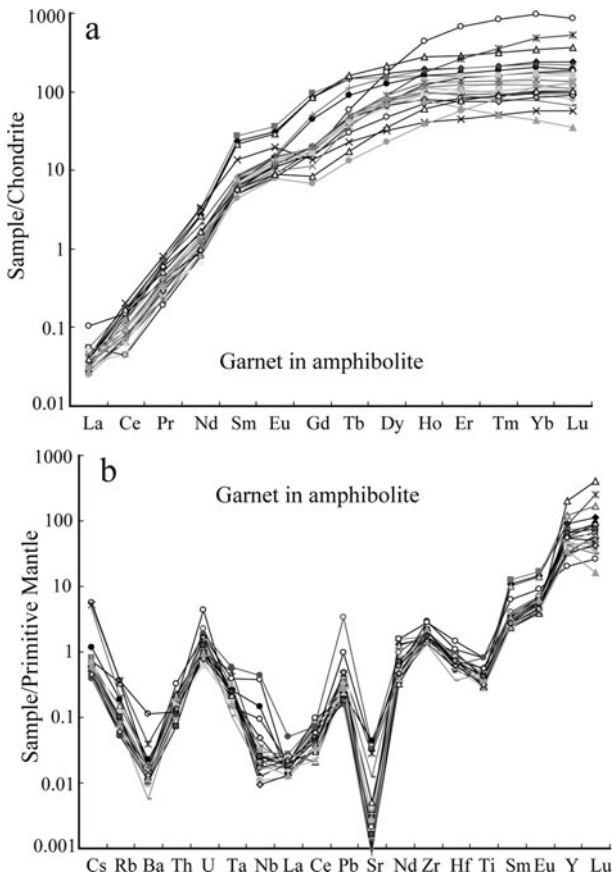 a
1000
100
10
1
0.1
0.01
Sample/Chondrite
Garnet in amphibolite
La Ce Pr Nd Sm Eu Gd Tb Dy Ho Er Tm Yb Lu
b
1000
100
10
1
0.1
0.01
0.001
Sample/Primitive Mantle
Garnet in amphibolite
Cs Rb Ba Th U Ta Nb La Ce Pb Sr Nd Zr Hf Ti Sm Eu Y Lu